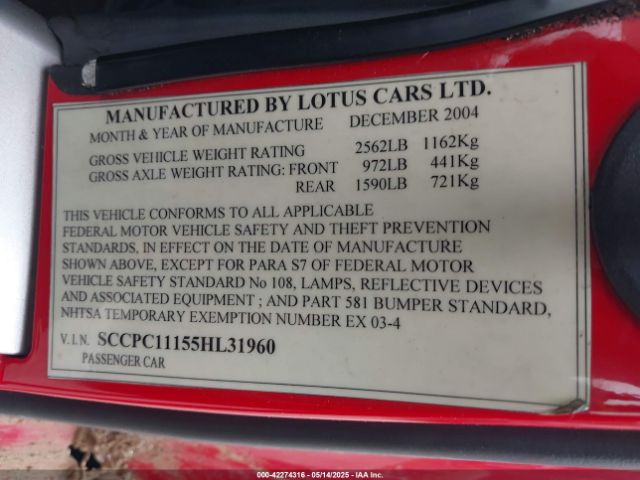 MANUFACTURED BY LOTUS CARS LTD.
MONTH & YEAR OF MANUFACTURE DECEMBER 2004
GROSS VEHICLE WEIGHT RATING 2562LB 1162Kg
GROSS AXLE WEIGHT RATING: FRONT 972LB 441Kg
REAR 1590LB 721Kg
THIS VEHICLE CONFORMS TO ALL APPLICABLE
FEDERAL MOTOR VEHICLE SAFETY AND THEFT PREVENTION
STANDARDS, IN EFFECT ON THE DATE OF MANUFACTURE
SHOWN ABOVE, EXCEPT FOR PARA S7 OF FEDERAL MOTOR
VEHICLE SAFETY STANDARD No 108, LAMPS, REFLECTIVE DEVICES
AND ASSOCIATED EQUIPMENT ; AND PART 581 BUMPER STANDARD,
NHTSA TEMPORARY EXEMPTION NUMBER EX 03-4
V.I.N. SCCPC11155HL31960
PASSENGER CAR
000-42274316 - 05/14/2025 - IAA Inc.